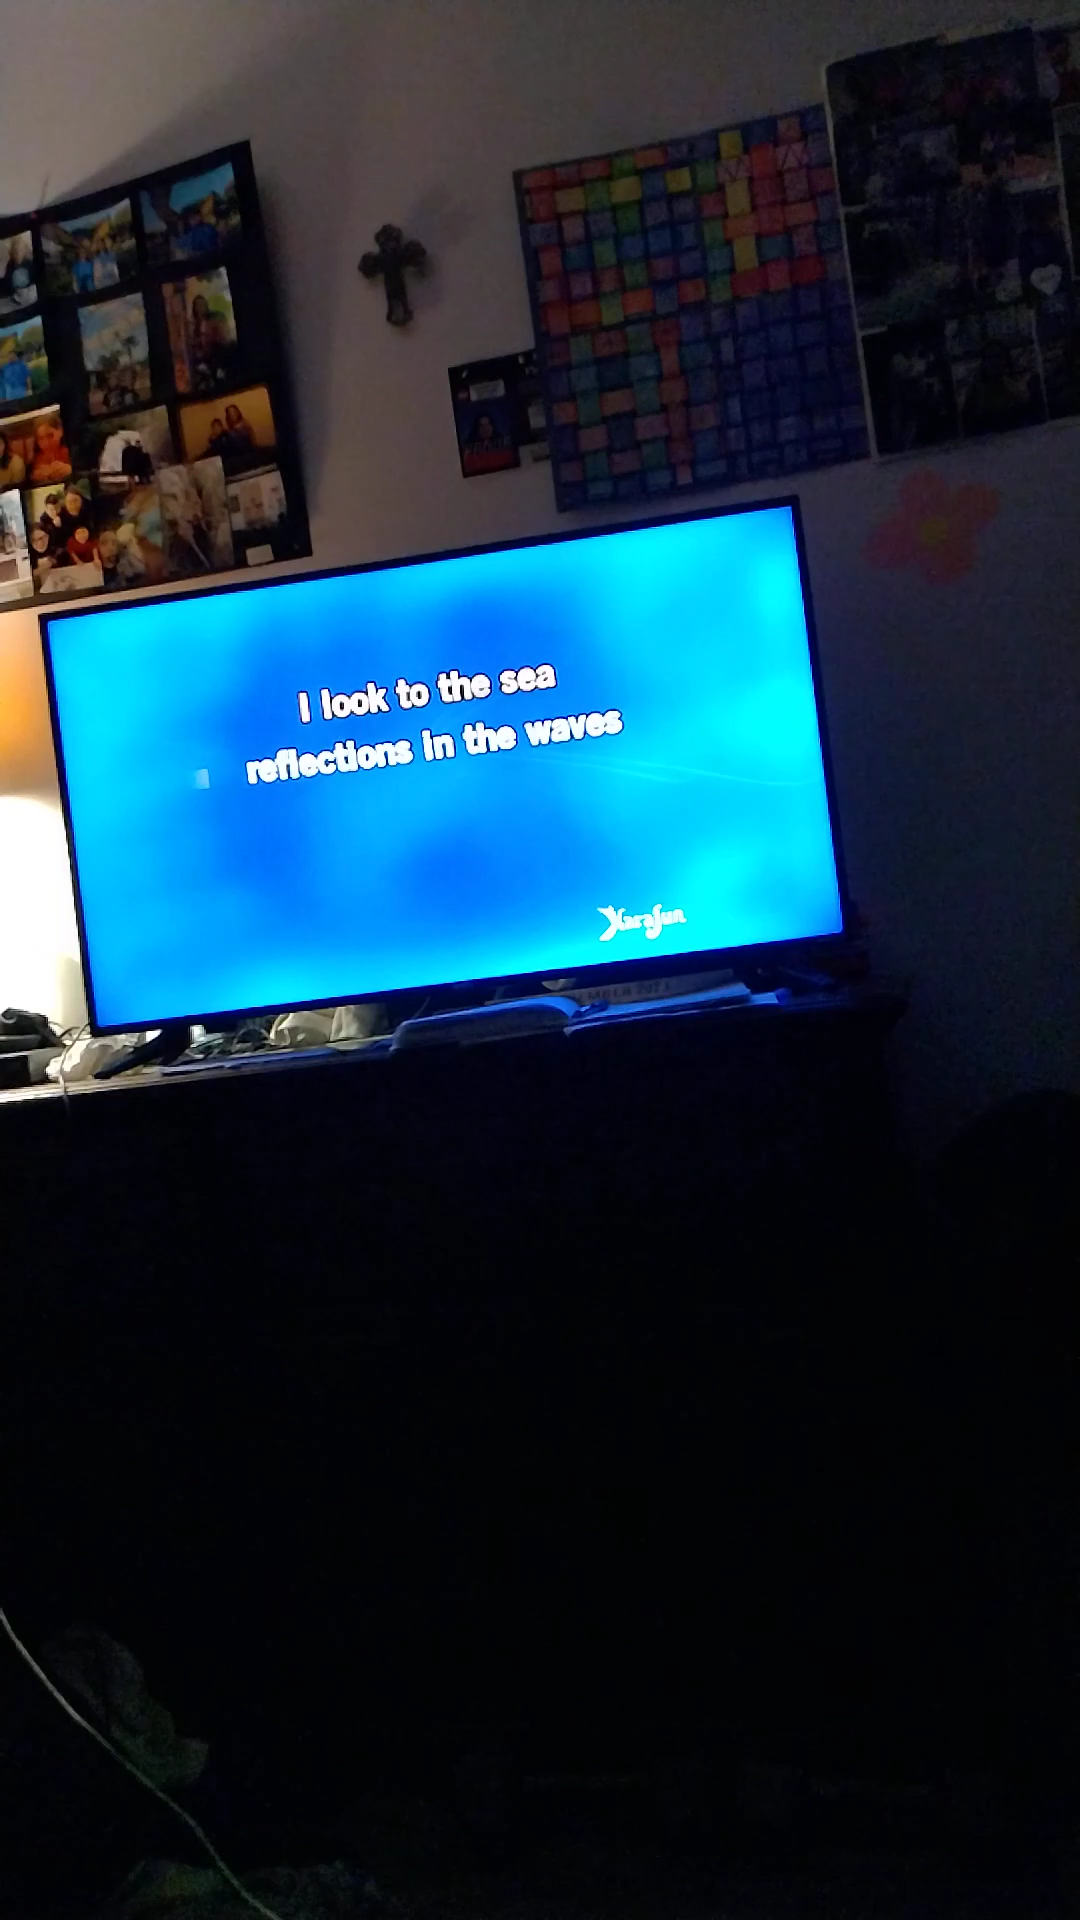 I look to the sea
reflections in the waves
KaraFun